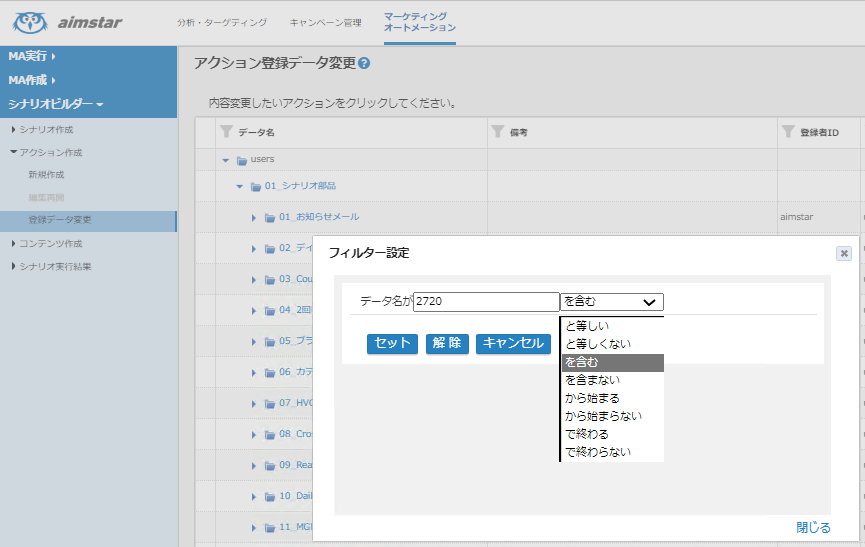 aimstar
分析・ターゲティング
キャンペーン管理
マーケティング
オートメーション
MA実行
MA作成
シナリオビルダー
シナリオ作成
アクション作成
新規作成
編集再開
登録データ変更
コンテンツ作成
シナリオ実行結果
アクション登録データ変更 ?
内容変更したいアクションをクリックしてください。
データ名 備考 登録者ID
users
01_シナリオ部品
01_お知らせメール aimstar
02_ディ
03_Cou
04_2回
05_ブラ
06_カテ
07_HVC
08_Cros
09_Rea
10_Dail
11_MGI
フィルター設定
データ名が 2720 を含む
と等しい
と等しくない
を含む
を含まない
から始まる
から始まらない
で終わる
で終わらない
セット 解除 キャンセル
閉じる